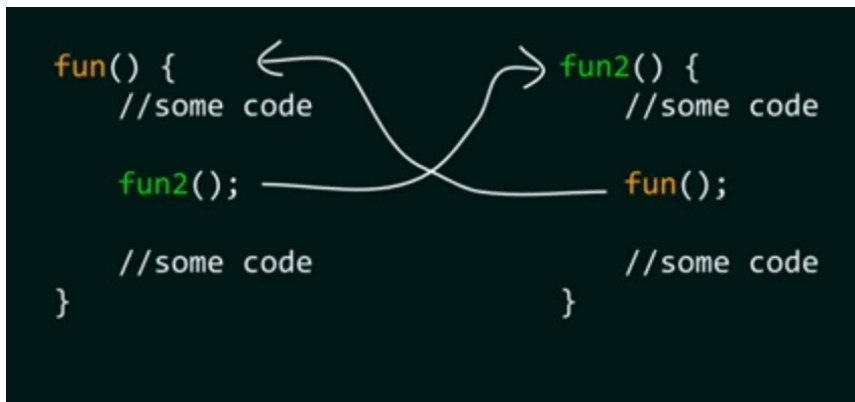 fun() {
//some code
fun2();
//some code
}
fun2() {
//some code
fun();
//some code
}